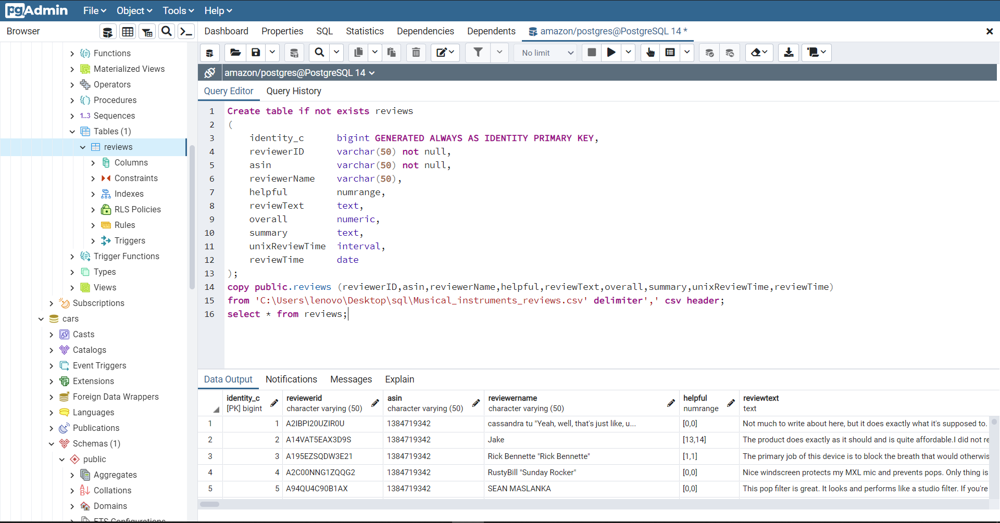 pgAdmin File Object Tools Help
Browser
Dashboard Properties SQL Statistics Dependencies Dependents amazon/postgres@PostgreSQL 14 *
No limit
amazon/postgres@PostgreSQL 14
Query Editor Query History
Functions
Materialized Views
Operators
Procedures
1..3 Sequences
Tables (1)
reviews
Columns
Constraints
Indexes
RLS Policies
Rules
Triggers
Trigger Functions
Types
Views
Subscriptions
cars
Casts
Catalogs
Event Triggers
Extensions
Foreign Data Wrappers
Languages
Publications
Schemas (1)
public
Aggregates
Collations
Domains
FTS Configurations
1 Create table if not exists reviews
2 (
3 identity_c bigint GENERATED ALWAYS AS IDENTITY PRIMARY KEY,
4 reviewerID varchar(50) not null,
5 asin varchar(50) not null,
6 reviewerName varchar(50),
7 helpful numrange,
8 reviewText text,
9 overall numeric,
10 summary text,
11 unixReviewTime interval,
12 reviewTime date
13 );
14 copy public.reviews (reviewerID,asin,reviewerName,helpful,reviewText,overall,summary,unixReviewTime,reviewTime)
15 from 'C:\Users\lenovo\Desktop\sql\Musical_instruments_reviews.csv' delimiter',' csv header;
16 select * from reviews;
Data Output Notifications Messages Explain
identity_c reviewerid asin reviewername helpful reviewtext
[PK] bigint character varying (50) character varying (50) character varying (50) numrange text
1 1 A2IBPI20UZIR0U 1384719342 cassandra tu "Yeah, well, that's just like, u... [0,0] Not much to write about here, but it does exactly what it's supposed to.
2 2 A14VAT5EAX3D9S 1384719342 Jake [13,14] The product does exactly as it should and is quite affordable.I did not re
3 3 A195EZSQDW3E21 1384719342 Rick Bennette "Rick Bennette" [1,1] The primary job of this device is to block the breath that would otherwis
4 4 A2C00NNG1ZQQG2 1384719342 RustyBill "Sunday Rocker" [0,0] Nice windscreen protects my MXL mic and prevents pops. Only thing is
5 5 A94QU4C90B1AX 1384719342 SEAN MASLANKA [0,0] This pop filter is great. It looks and performs like a studio filter. If you're